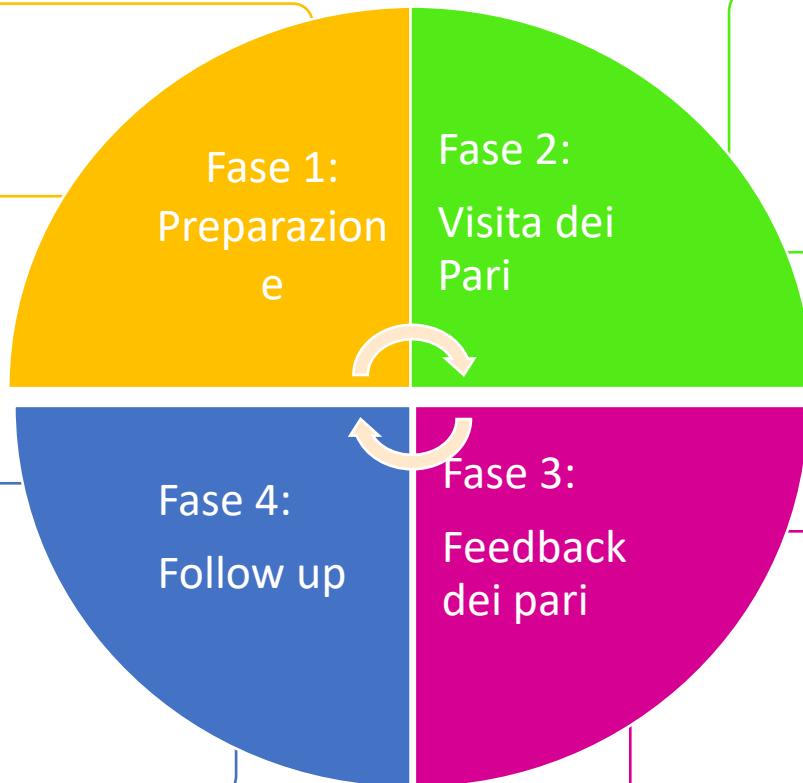 Fase 1:
Preparazion
e
Fase 2:
Visita dei
Pari
Fase 3:
Feedback
dei pari
Fase 4:
Follow up